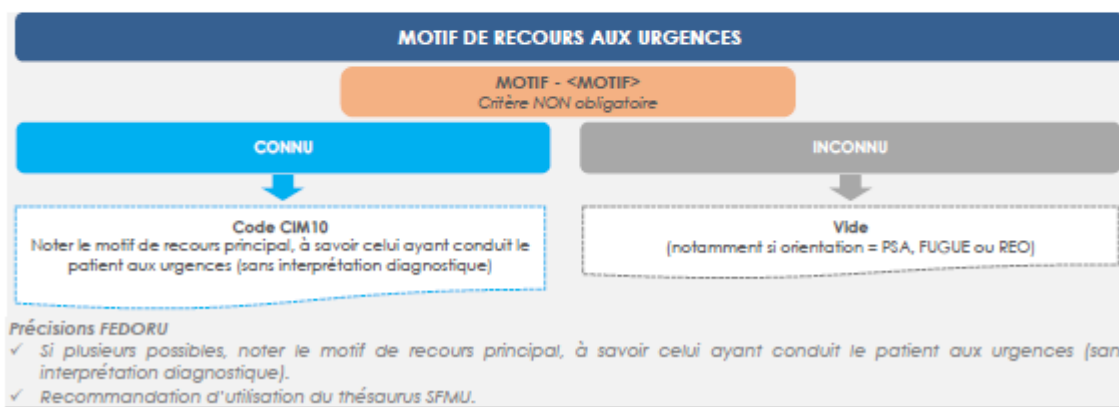 MOTIF DE RECOURS AUX URGENCES
MOTIF - <MOTIF>
Critère NON obligatoire
CONNU
INCONNU
Code CIM10
Noter le motif de recours principal, à savoir celui ayant conduit le
patient aux urgences (sans interprétation diagnostique)
Vide
(notamment si orientation = PSA, FUGUE ou REO)
Précisions FEDORU
✓ Si plusieurs possibles, noter le motif de recours principal, à savoir celui ayant conduit le patient aux urgences (san
interprétation diagnostique).
✓ Recommandation d'utilisation du thésaurus SFMU.